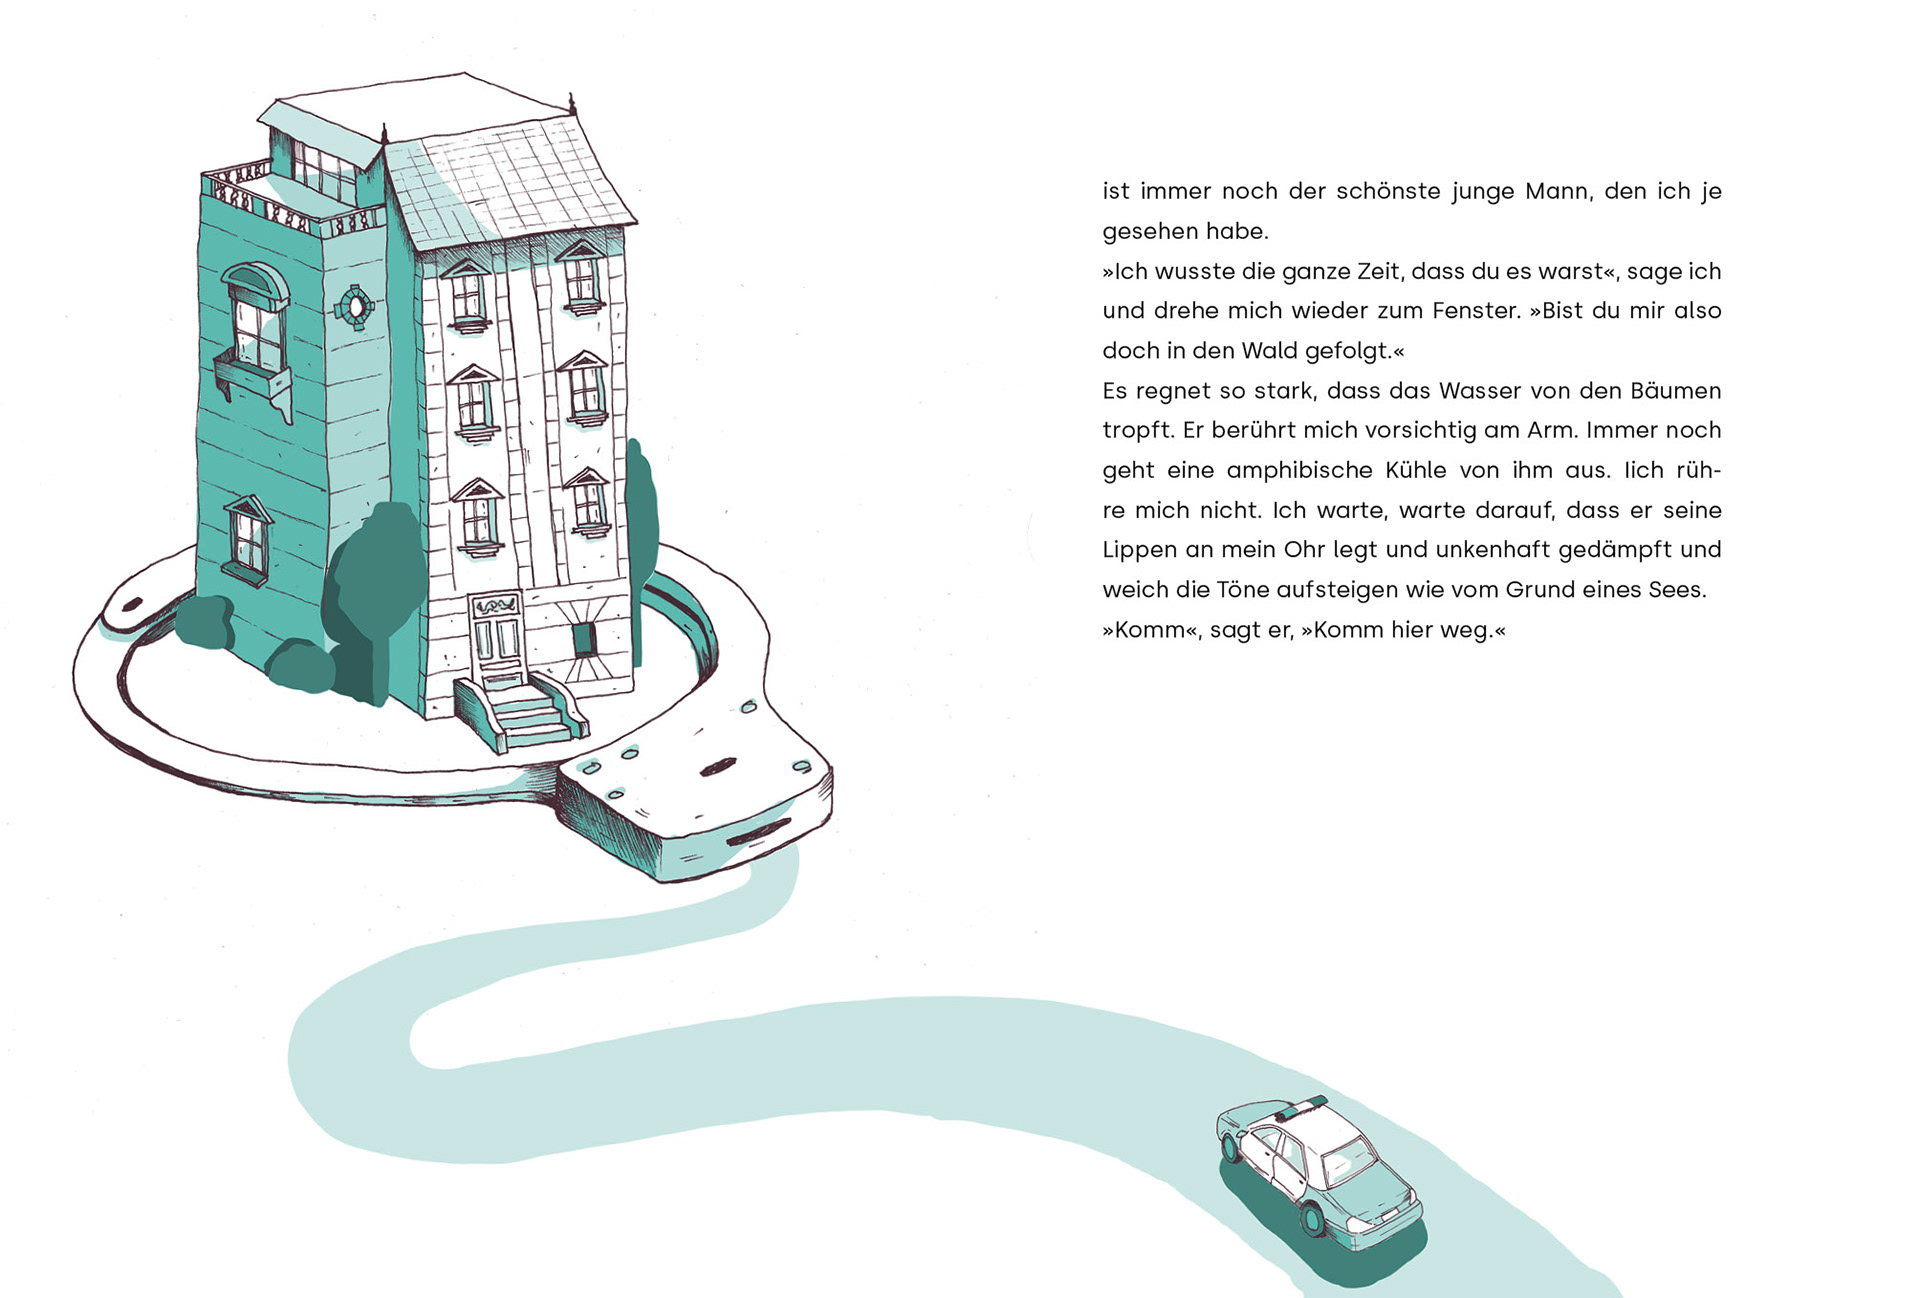 ist immer noch der schönste junge Mann, den ich je
gesehen habe.
»Ich wusste die ganze Zeit, dass du es warst«, sage ich
und drehe mich wieder zum Fenster. »Bist du mir also
doch in den Wald gefolgt.«
Es regnet so stark, dass das Wasser von den Bäumen
tropft. Er berührt mich vorsichtig am Arm. Immer noch
geht eine amphibische Kühle von ihm aus. Iich rüh-
re mich nicht. Ich warte, warte darauf, dass er seine
Lippen an mein Ohr legt und unkenhaft gedämpft und
weich die Töne aufsteigen wie vom Grund eines Sees.
»Komm«, sagt er, »Komm hier weg.«